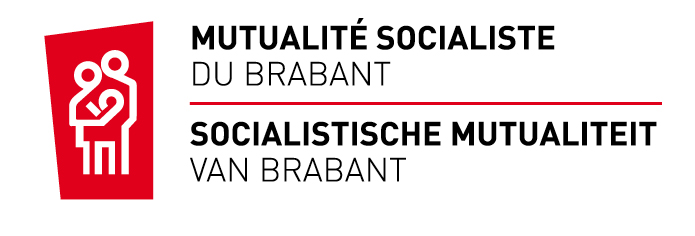 MUTUALITÉ SOCIALISTE
DU BRABANT
SOCIALISTISCHE MUTUALITEIT
VAN BRABANT